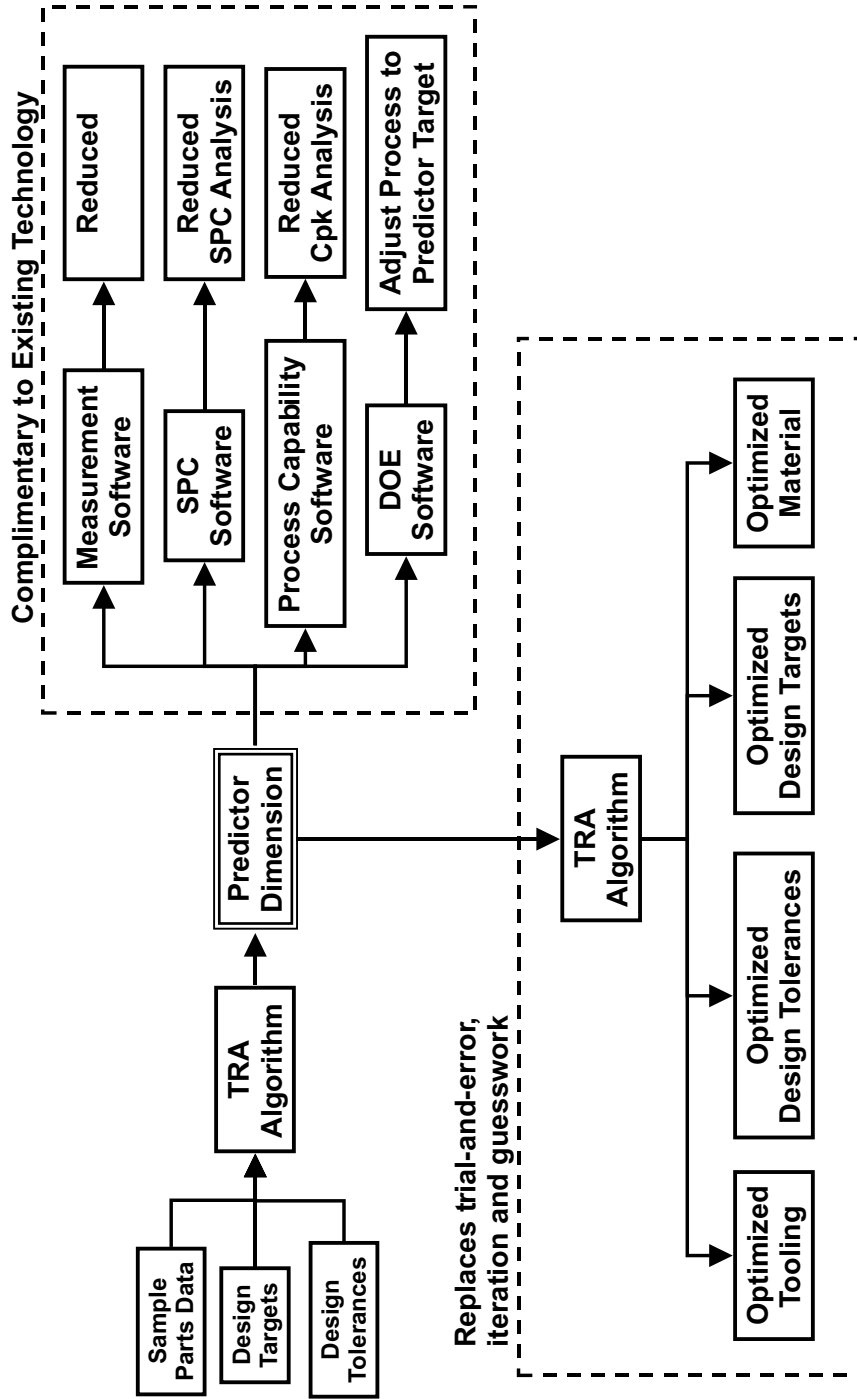 Complimentary to Existing Technology
Sample
Parts Data
Design
Targets
Design
Tolerances
TRA
Algorithm
Predictor
Dimension
Measurement
Software
Reduced
SPC
Software
Reduced
SPC Analysis
Process Capability
Software
Reduced
Cpk Analysis
DOE
Software
Adjust Process to
Predictor Target
Replaces trial-and-error,
iteration and guesswork
TRA
Algorithm
Optimized
Tooling
Optimized
Design Tolerances
Optimized
Design Targets
Optimized
Material